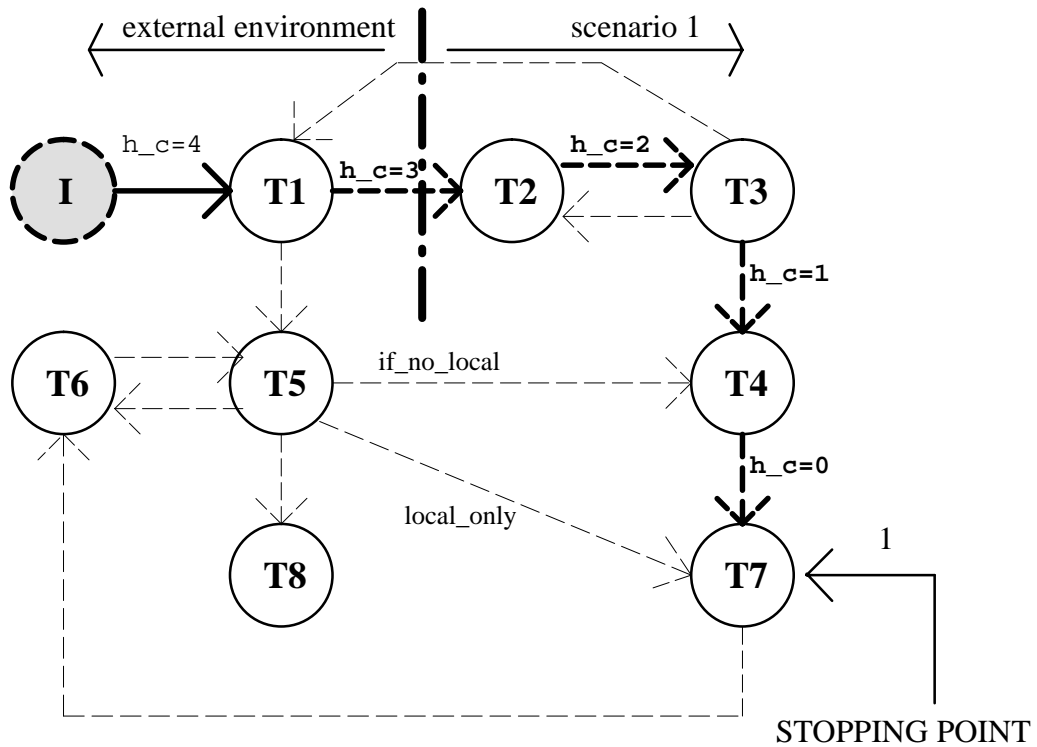 external environment
scenario 1
h_c=4
h_c=3
h_c=2
I
T1
T2
T3
h_c=1
if_no_local
T6
T5
T4
h_c=0
local_only
T8
T7
1
STOPPING POINT